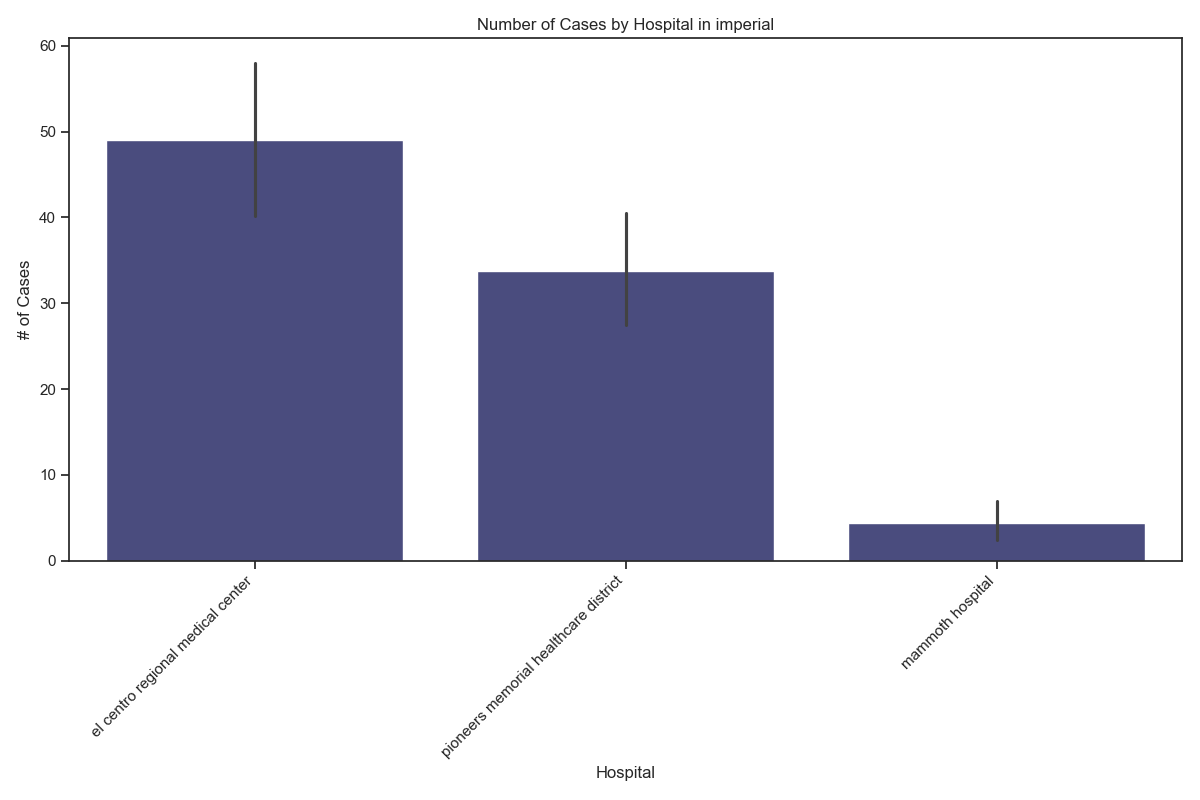 Number of Cases by Hospital in imperial
# of Cases
60
50
40
30
20
10
0
el centro regional medical center
pioneers memorial healthcare district
mammoth hospital
Hospital